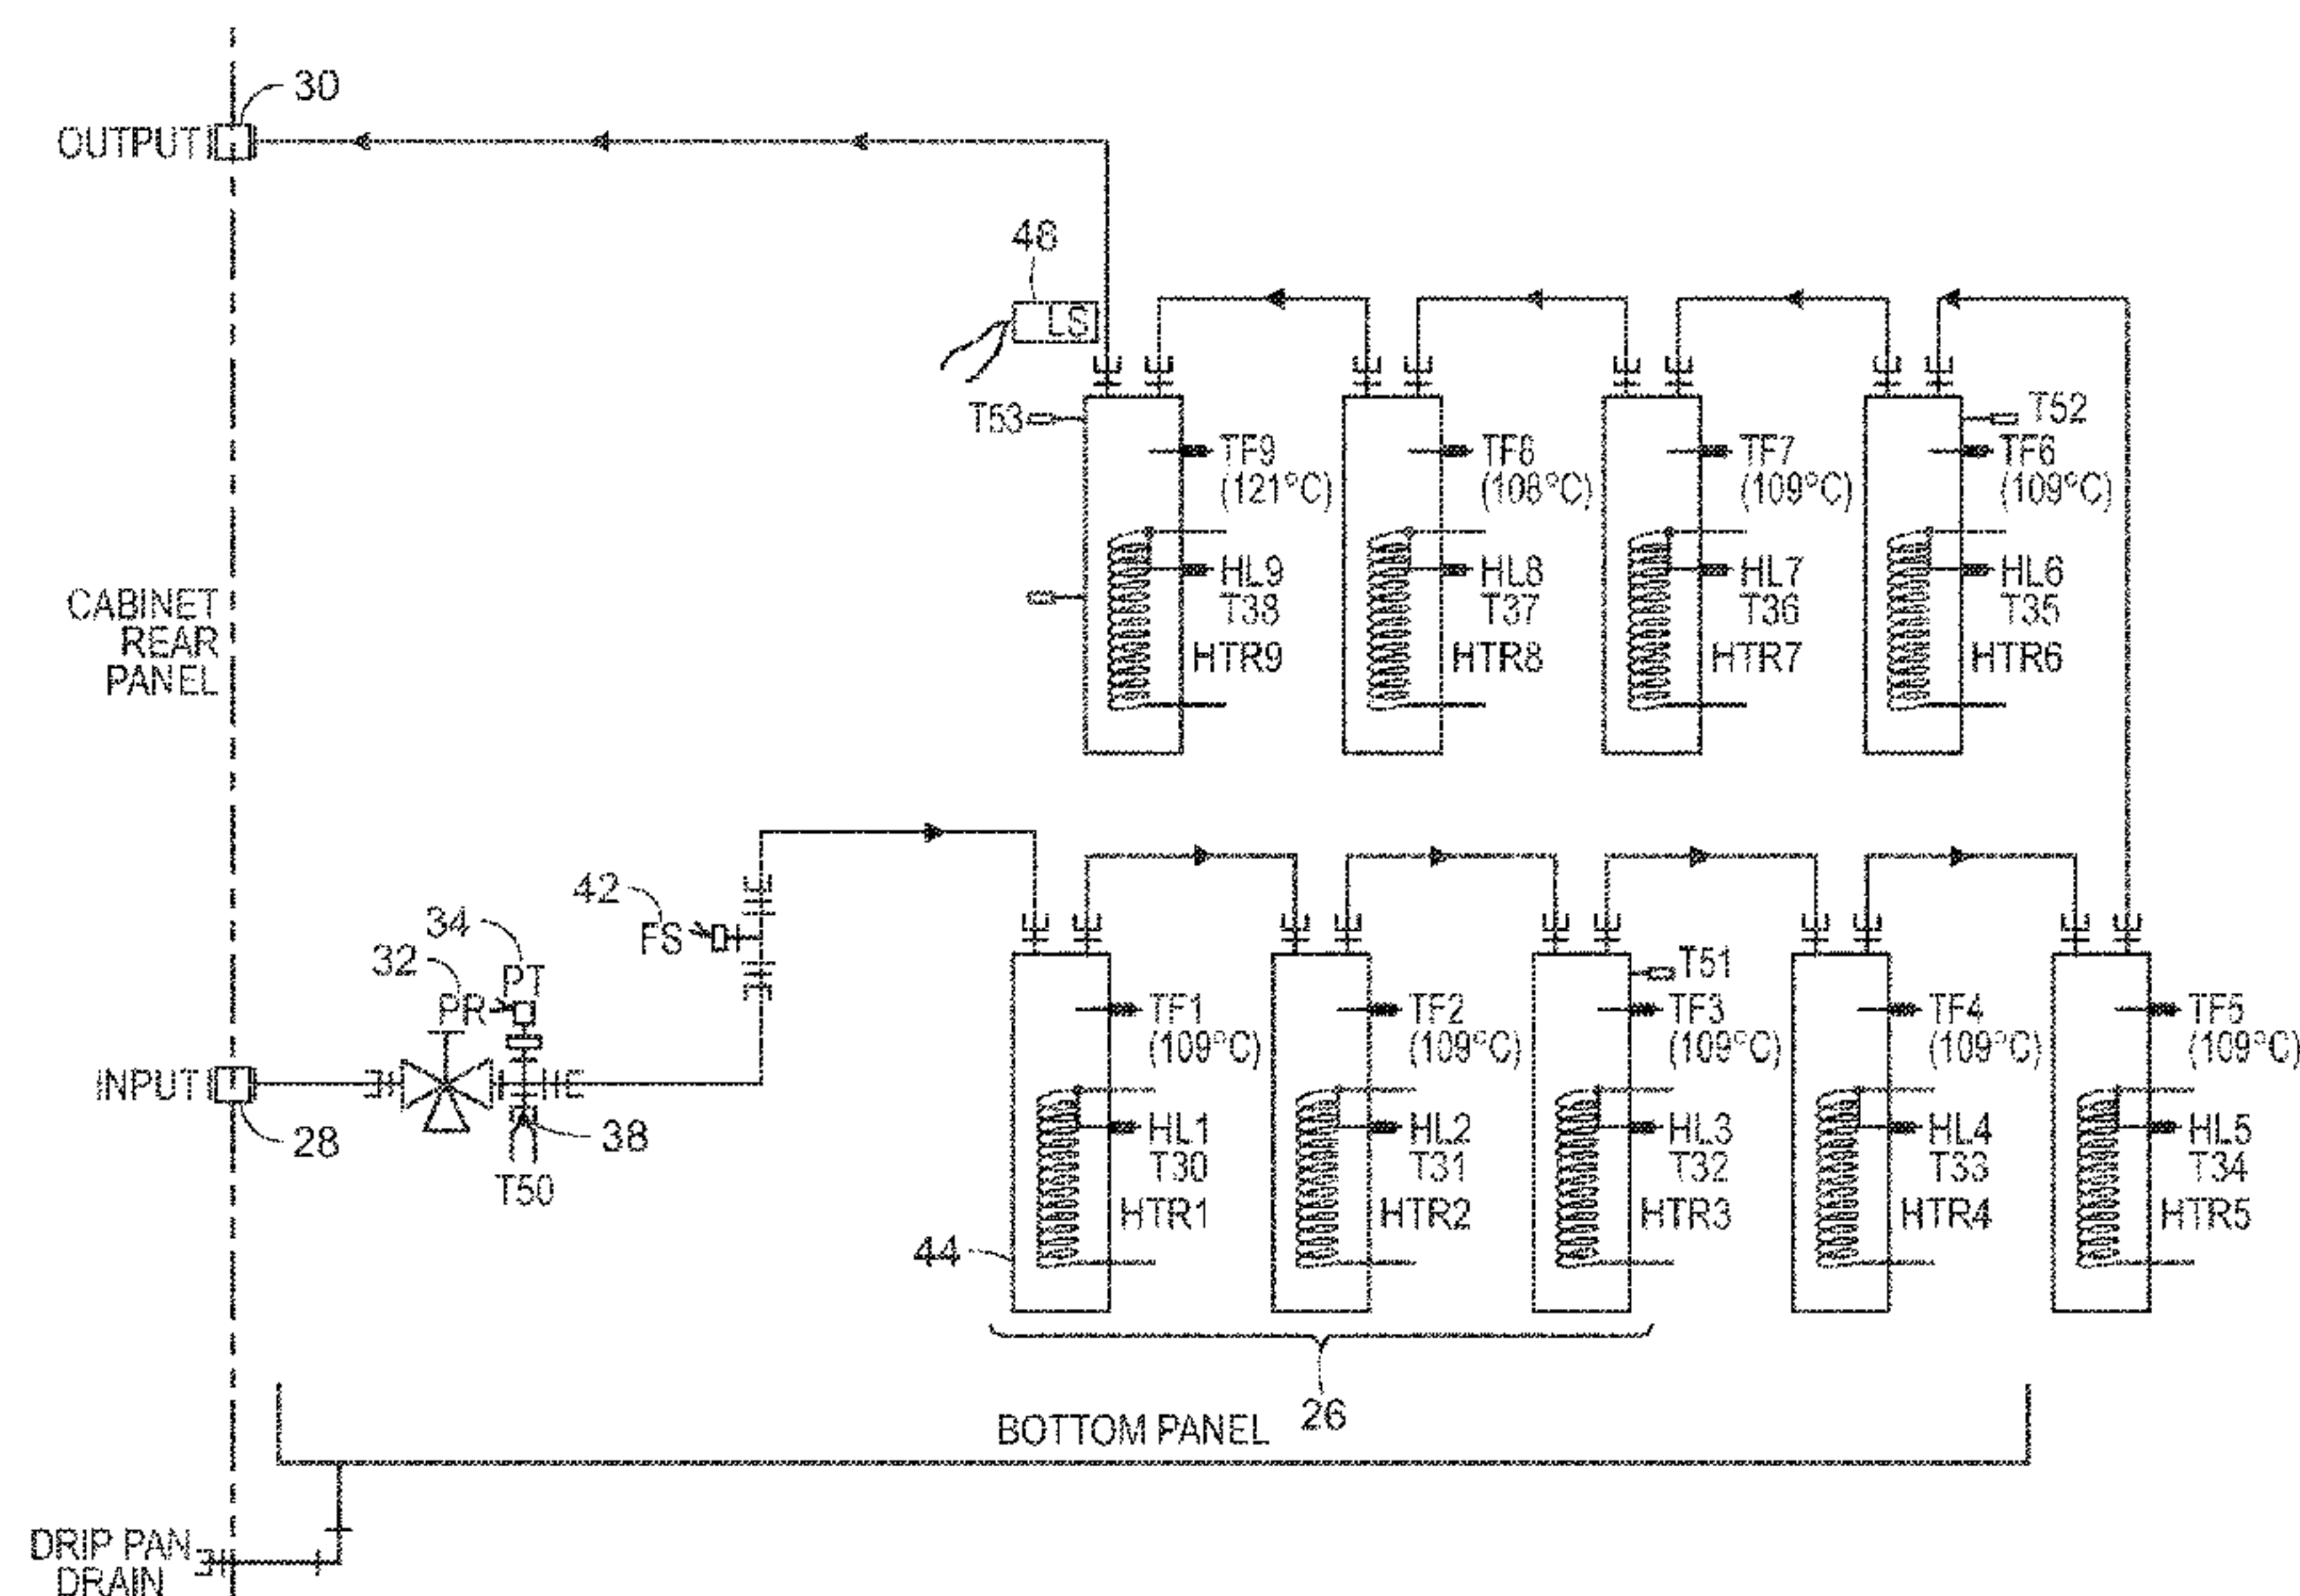 30
OUTPUT
48
LS
T53
T52
TF9
(121°C)
TF8
(108°C)
TF7
(109°C)
TF6
(109°C)
HL9
T38
HTR9
HL8
T37
HTR8
HL7
T36
HTR7
HL6
T35
HTR6
CABINET
REAR
PANEL
42
FS
34
32
PT
PR
INPUT
28
38
T50
T51
TF1
(109°C)
TF2
(109°C)
TF3
(109°C)
TF4
(109°C)
TF5
(109°C)
HL1
T30
HTR1
HL2
T31
HTR2
HL3
T32
HTR3
HL4
T33
HTR4
HL5
T34
HTR5
44
26
BOTTOM PANEL
DRIP PAN
DRAIN